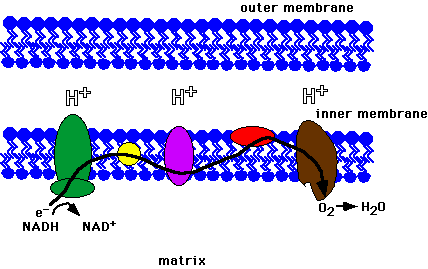 outer membrane
H+ H+ H+
inner membrane
e− O₂ → H₂O
NADH NAD+
matrix